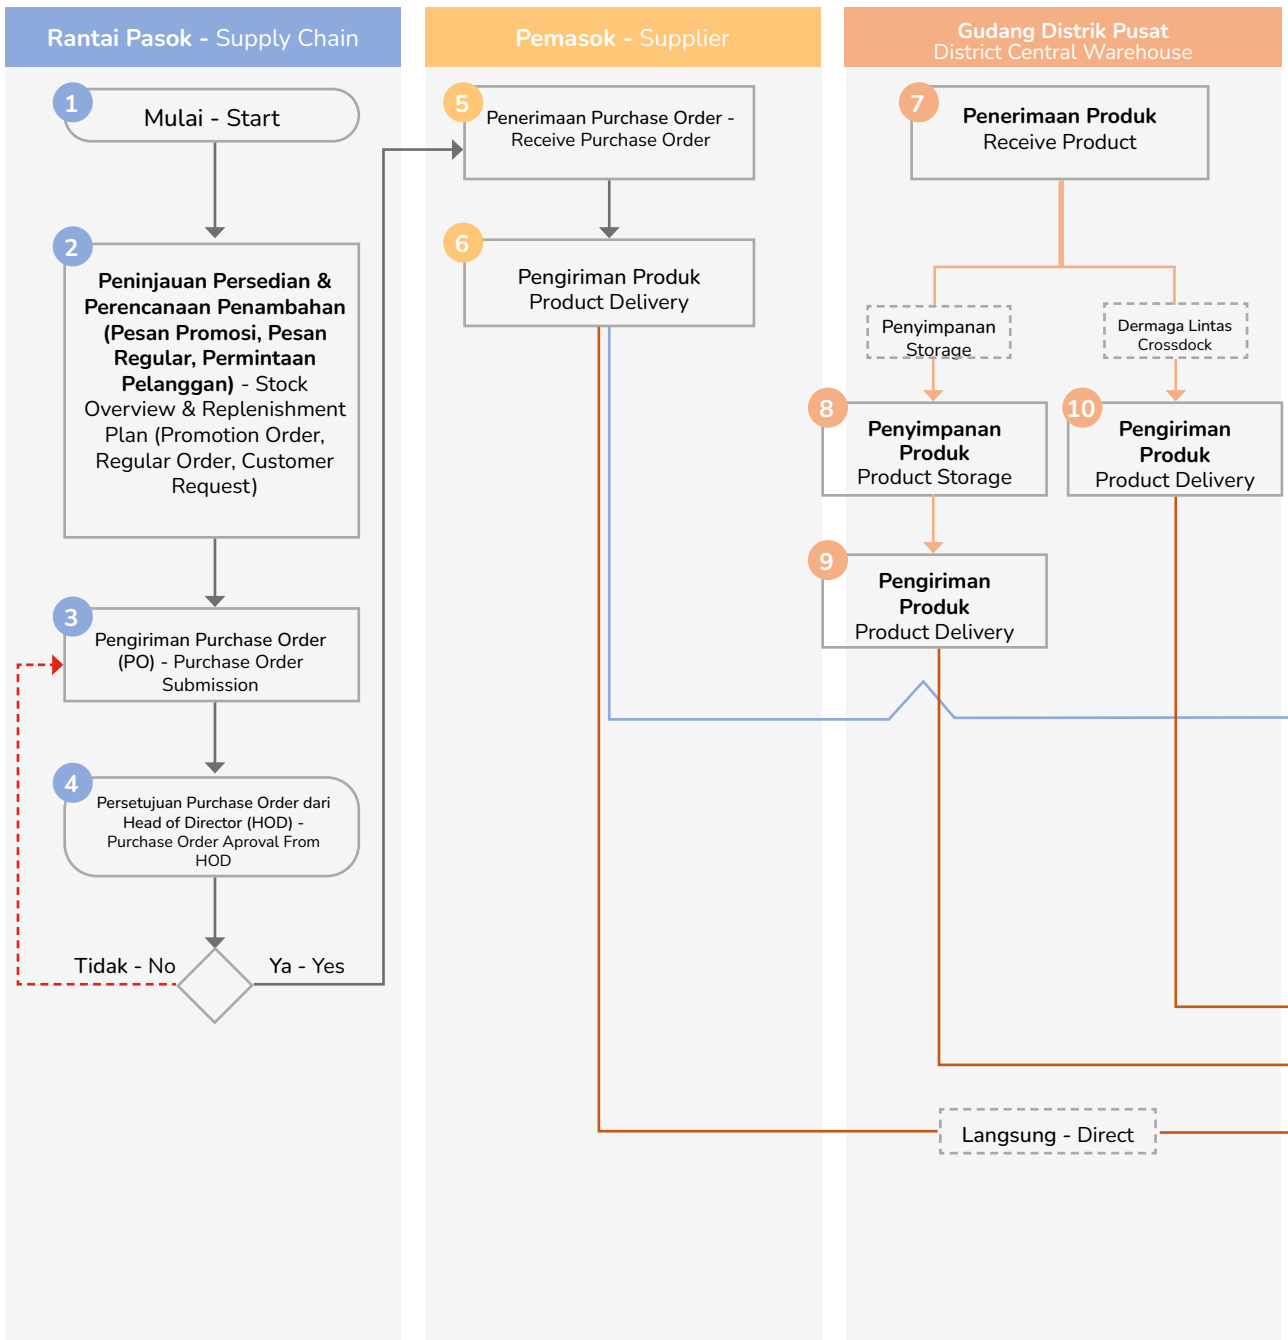 Rantai Pasok - Supply Chain
1
Mulai - Start
2
Peninjauan Persedian &
Perencanaan Penambahan
(Pesan Promosi, Pesan
Regular, Permintaan
Pelanggan) - Stock
Overview & Replenishment
Plan (Promotion Order,
Regular Order, Customer
Request)
3
Pengiriman Purchase Order
(PO) - Purchase Order
Submission
4
Persetujuan Purchase Order dari
Head of Director (HOD) -
Purchase Order Aproval From
HOD
Tidak - No
Ya - Yes
Pemasok - Supplier
5
Penerimaan Purchase Order -
Receive Purchase Order
6
Pengiriman Produk
Product Delivery
Gudang Distrik Pusat
District Central Warehouse
7
Penerimaan Produk
Receive Product
Penyimpanan
Storage
Dermaga Lintas
Crossdock
8
Penyimpanan
Produk
Product Storage
10
Pengiriman
Produk
Product Delivery
9
Pengiriman
Produk
Product Delivery
Langsung - Direct